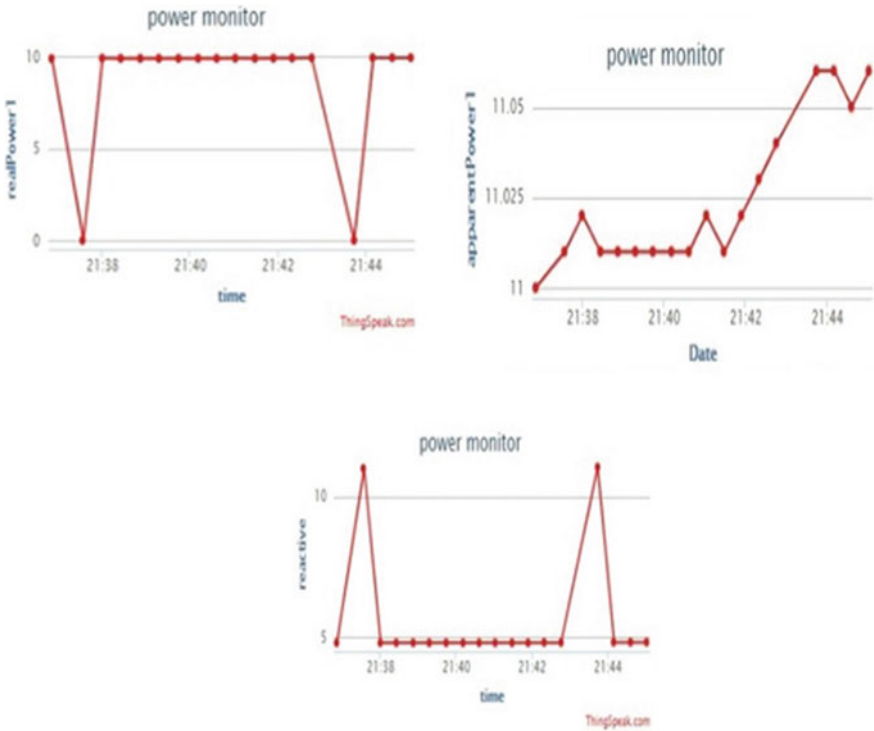 power monitor
10
5
0
realPower1
21:38 21:40 21:42 21:44
time
ThingSpeak.com
power monitor
11.05
11.025
11
apparentPower1
21:38 21:40 21:42 21:44
Date
power monitor
10
5
reactive
21:38 21:40 21:42 21:44
time
ThingSpeak.com